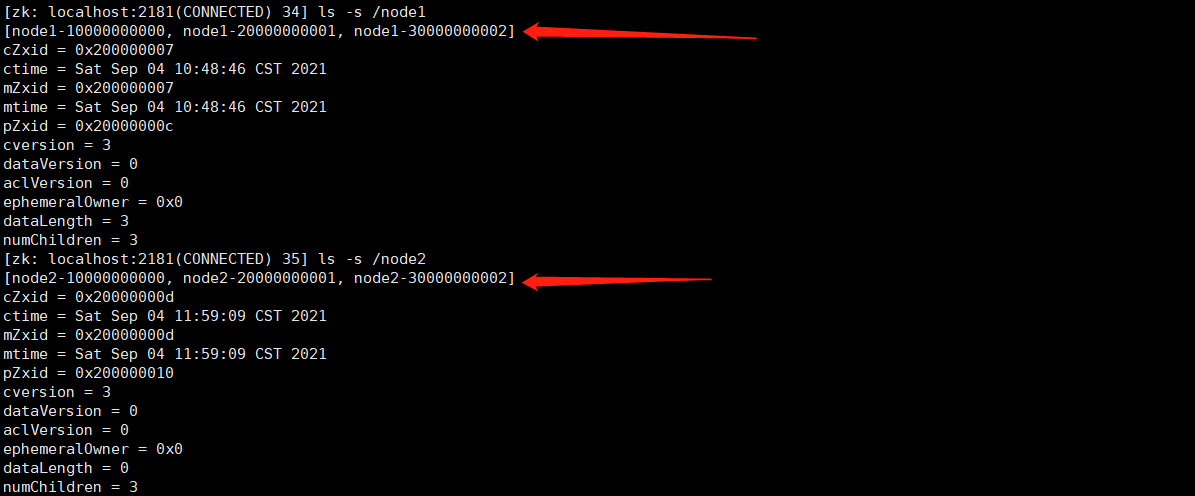 [zk: localhost:2181(CONNECTED) 34] ls -s /node1
[node1-10000000000, node1-20000000001, node1-30000000002]
cZxid = 0x200000007
ctime = Sat Sep 04 10:48:46 CST 2021
mZxid = 0x200000007
mtime = Sat Sep 04 10:48:46 CST 2021
pZxid = 0x20000000c
cversion = 3
dataVersion = 0
aclVersion = 0
ephemeralOwner = 0x0
dataLength = 3
numChildren = 3
[zk: localhost:2181(CONNECTED) 35] ls -s /node2
[node2-10000000000, node2-20000000001, node2-30000000002]
cZxid = 0x20000000d
ctime = Sat Sep 04 11:59:09 CST 2021
mZxid = 0x20000000d
mtime = Sat Sep 04 11:59:09 CST 2021
pZxid = 0x200000010
cversion = 3
dataVersion = 0
aclVersion = 0
ephemeralOwner = 0x0
dataLength = 0
numChildren = 3